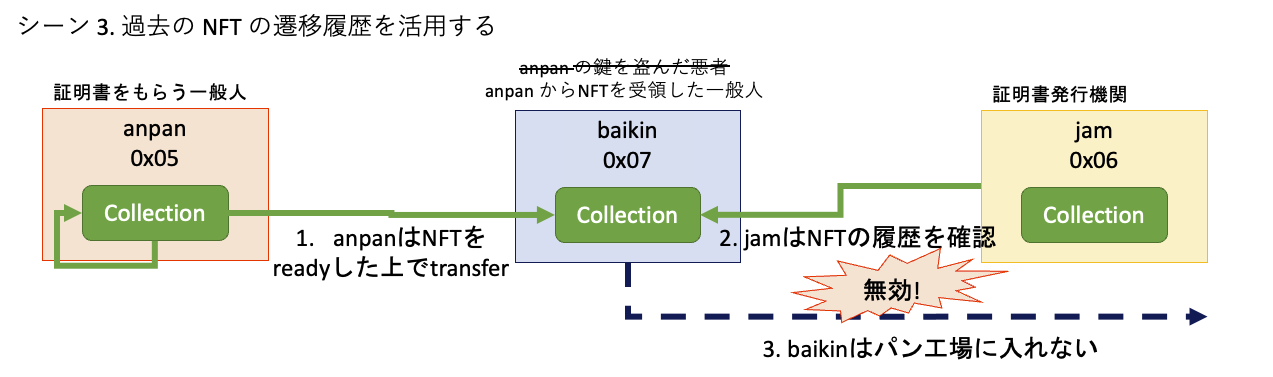 シーン 3. 過去の NFT の遷移履歴を活用する
anpan の鍵を盗んだ悪者
証明書をもらう一般人
anpan からNFTを受領した一般人
証明書発行機関
anpan
0x05
baikin
0x07
jam
0x06
Collection
Collection
Collection
1. anpanはNFTを
readyした上でtransfer
2. jamはNFTの履歴を確認
無効!
3. baikinはパン工場に入れない